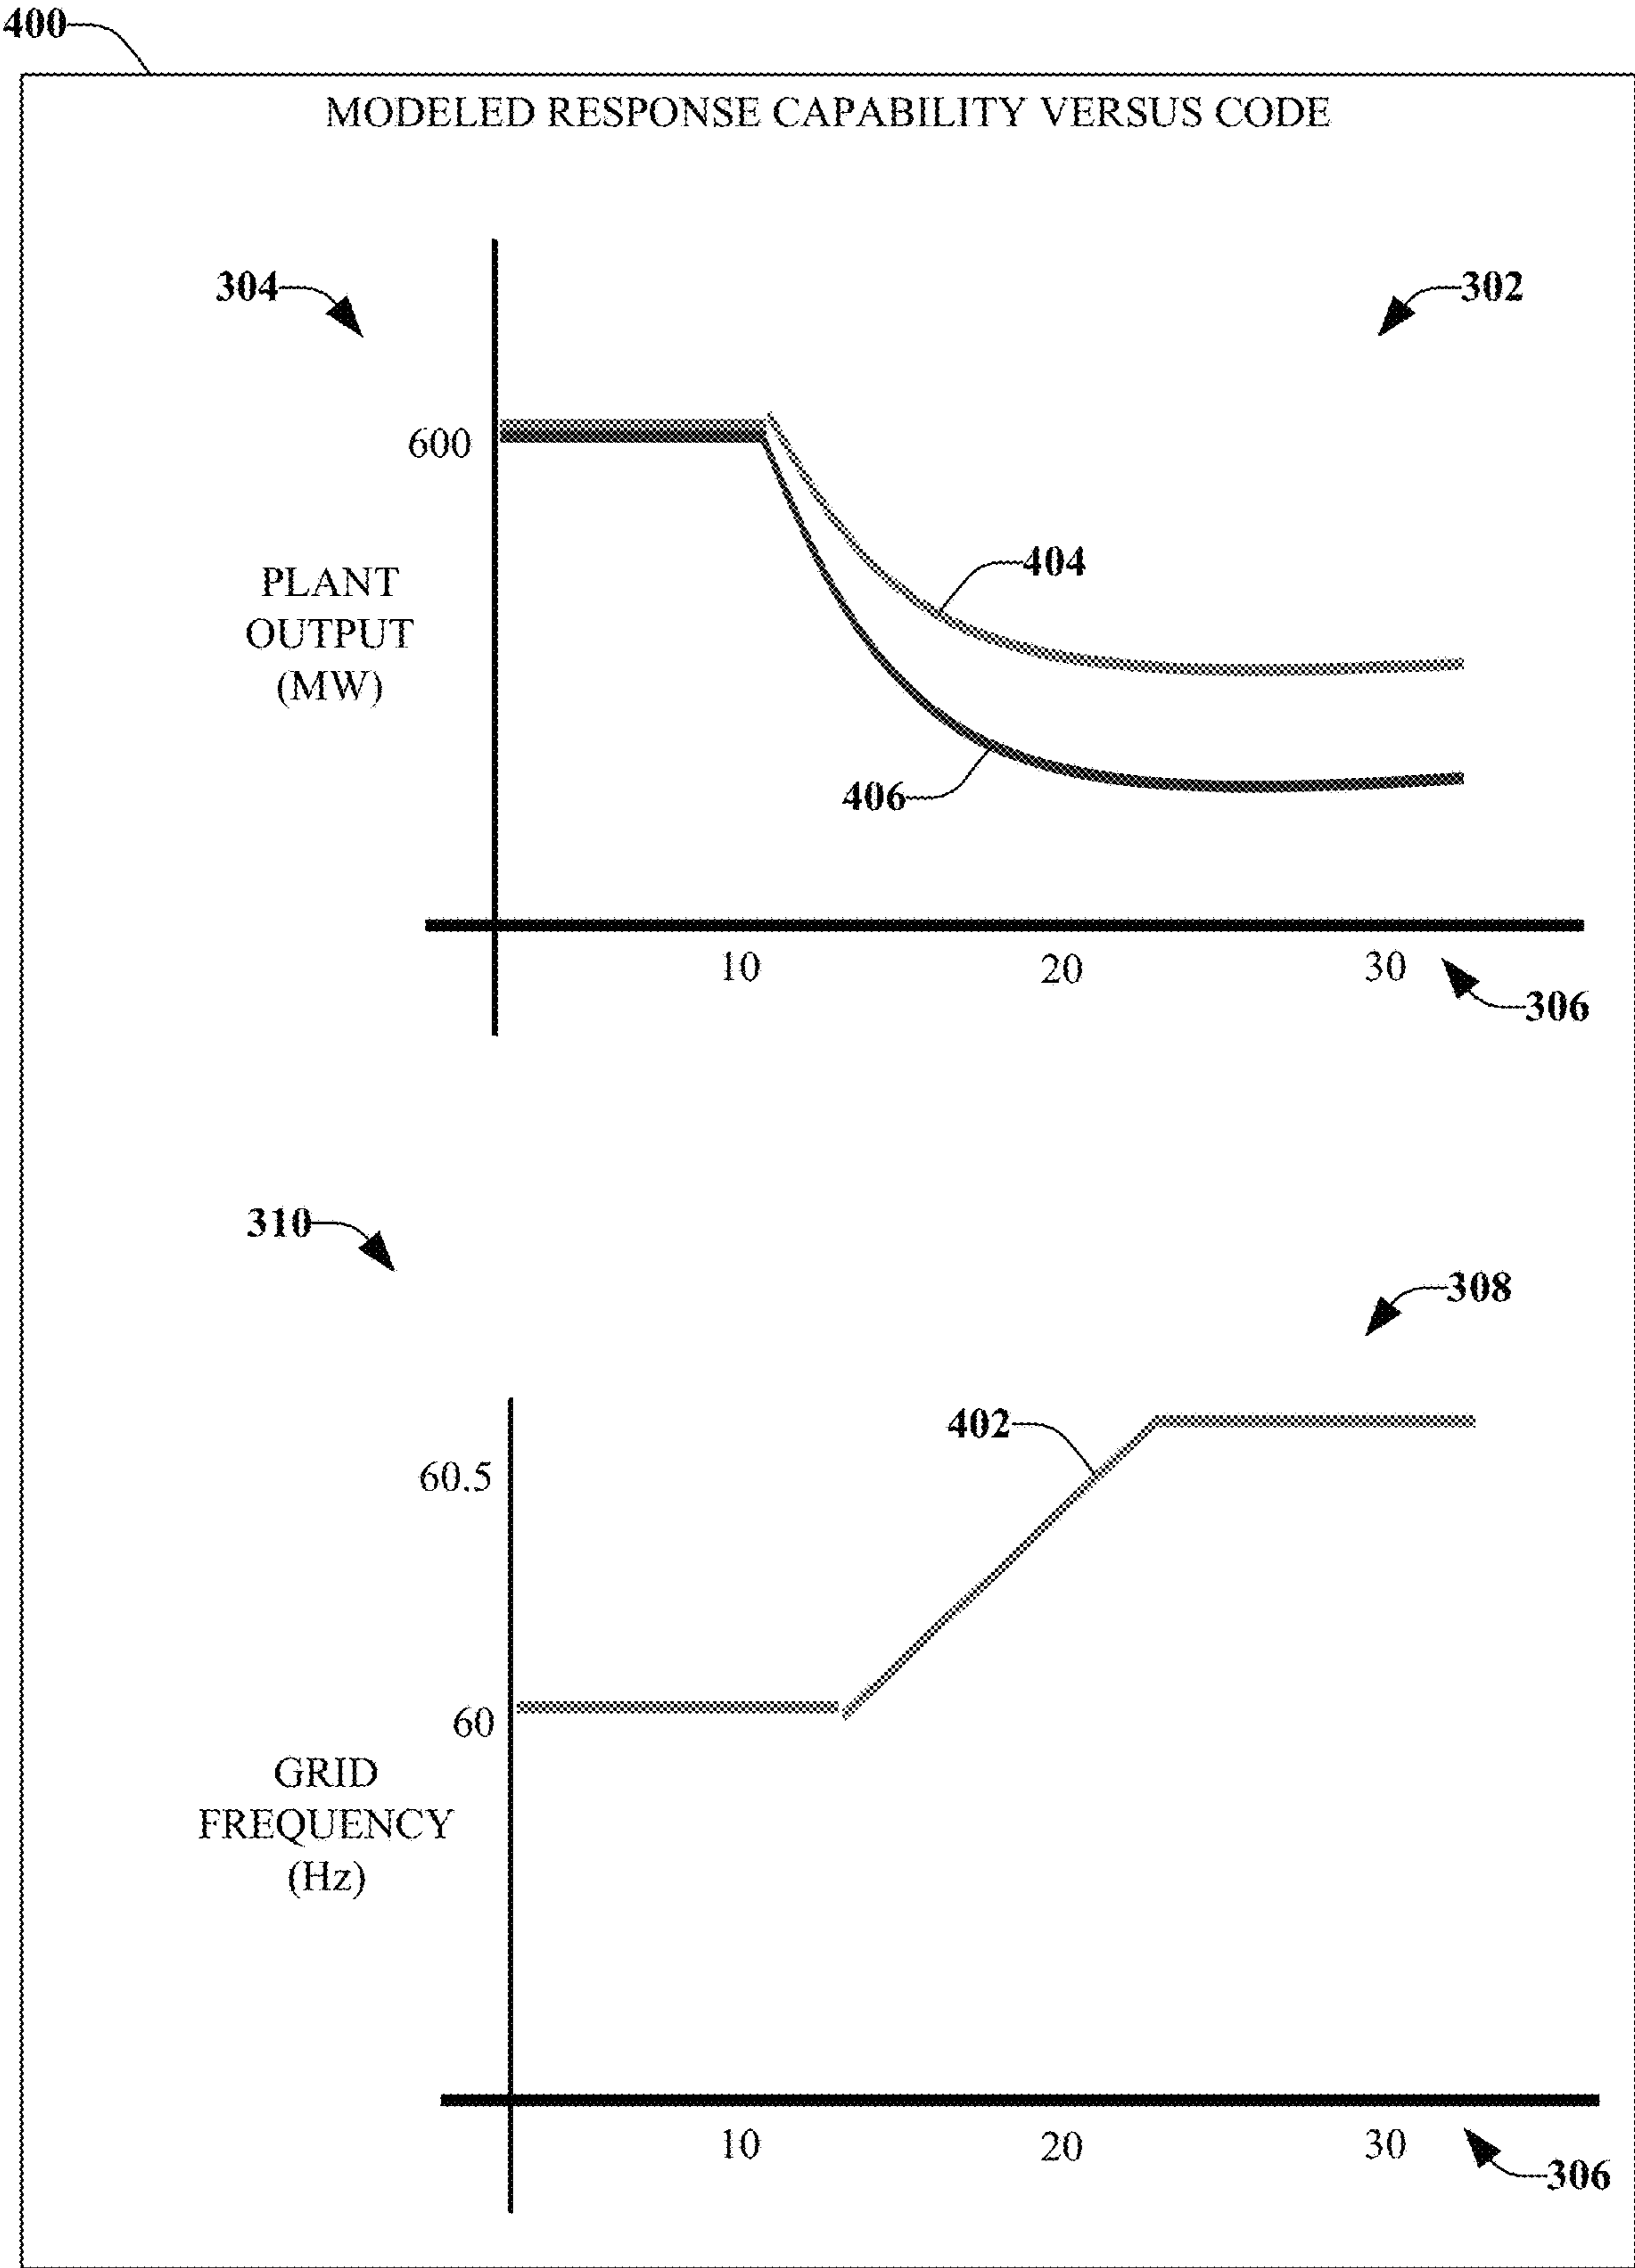 400
MODELED RESPONSE CAPABILITY VERSUS CODE
304
302
600
404
PLANT
OUTPUT
(MW)
406
10 20 30
306
310
308
402
60.5
60
GRID
FREQUENCY
(Hz)
10 20 30
306